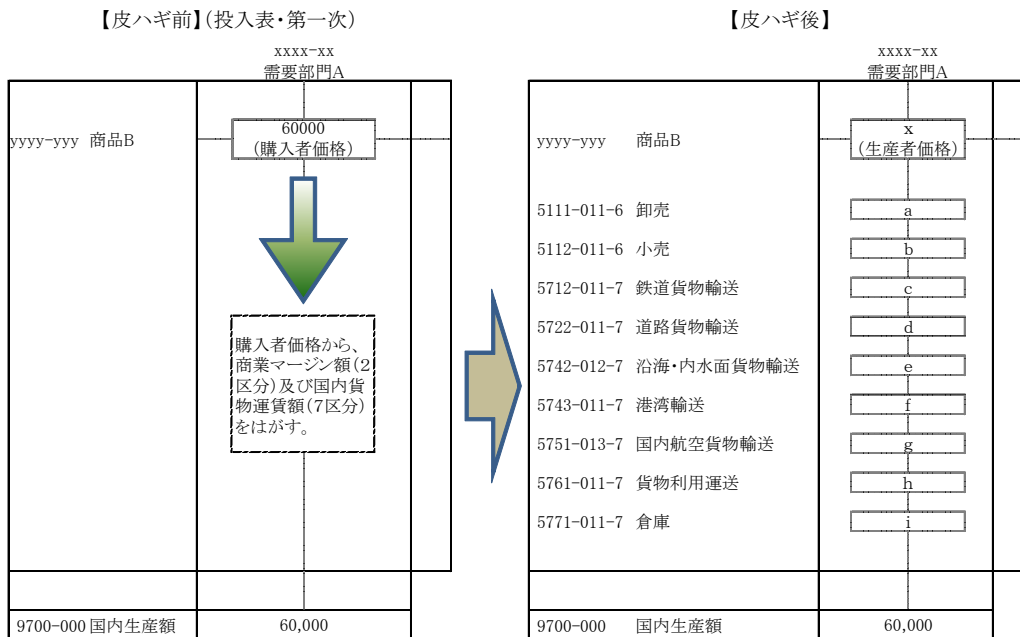 【皮ハギ前】(投入表・第一次)
xxxx-xx
需要部門A
yyyy-yyy 商品B
60000
(購入者価格)
購入者価格から、
商業マージン額(2
区分)及び国内貨
物運賃額(7区分)
をはがす。
9700-000 国内生産額 60,000
【皮ハギ後】
xxxx-xx
需要部門A
yyyy-yyy 商品B
x
(生産者価格)
5111-011-6 卸売 a
5112-011-6 小売 b
5712-011-7 鉄道貨物輸送 c
5722-011-7 道路貨物輸送 d
5742-012-7 沿海・内水面貨物輸送 e
5743-011-7 港湾輸送 f
5751-013-7 国内航空貨物輸送 g
5761-011-7 貨物利用運送 h
5771-011-7 倉庫 i
9700-000 国内生産額 60,000